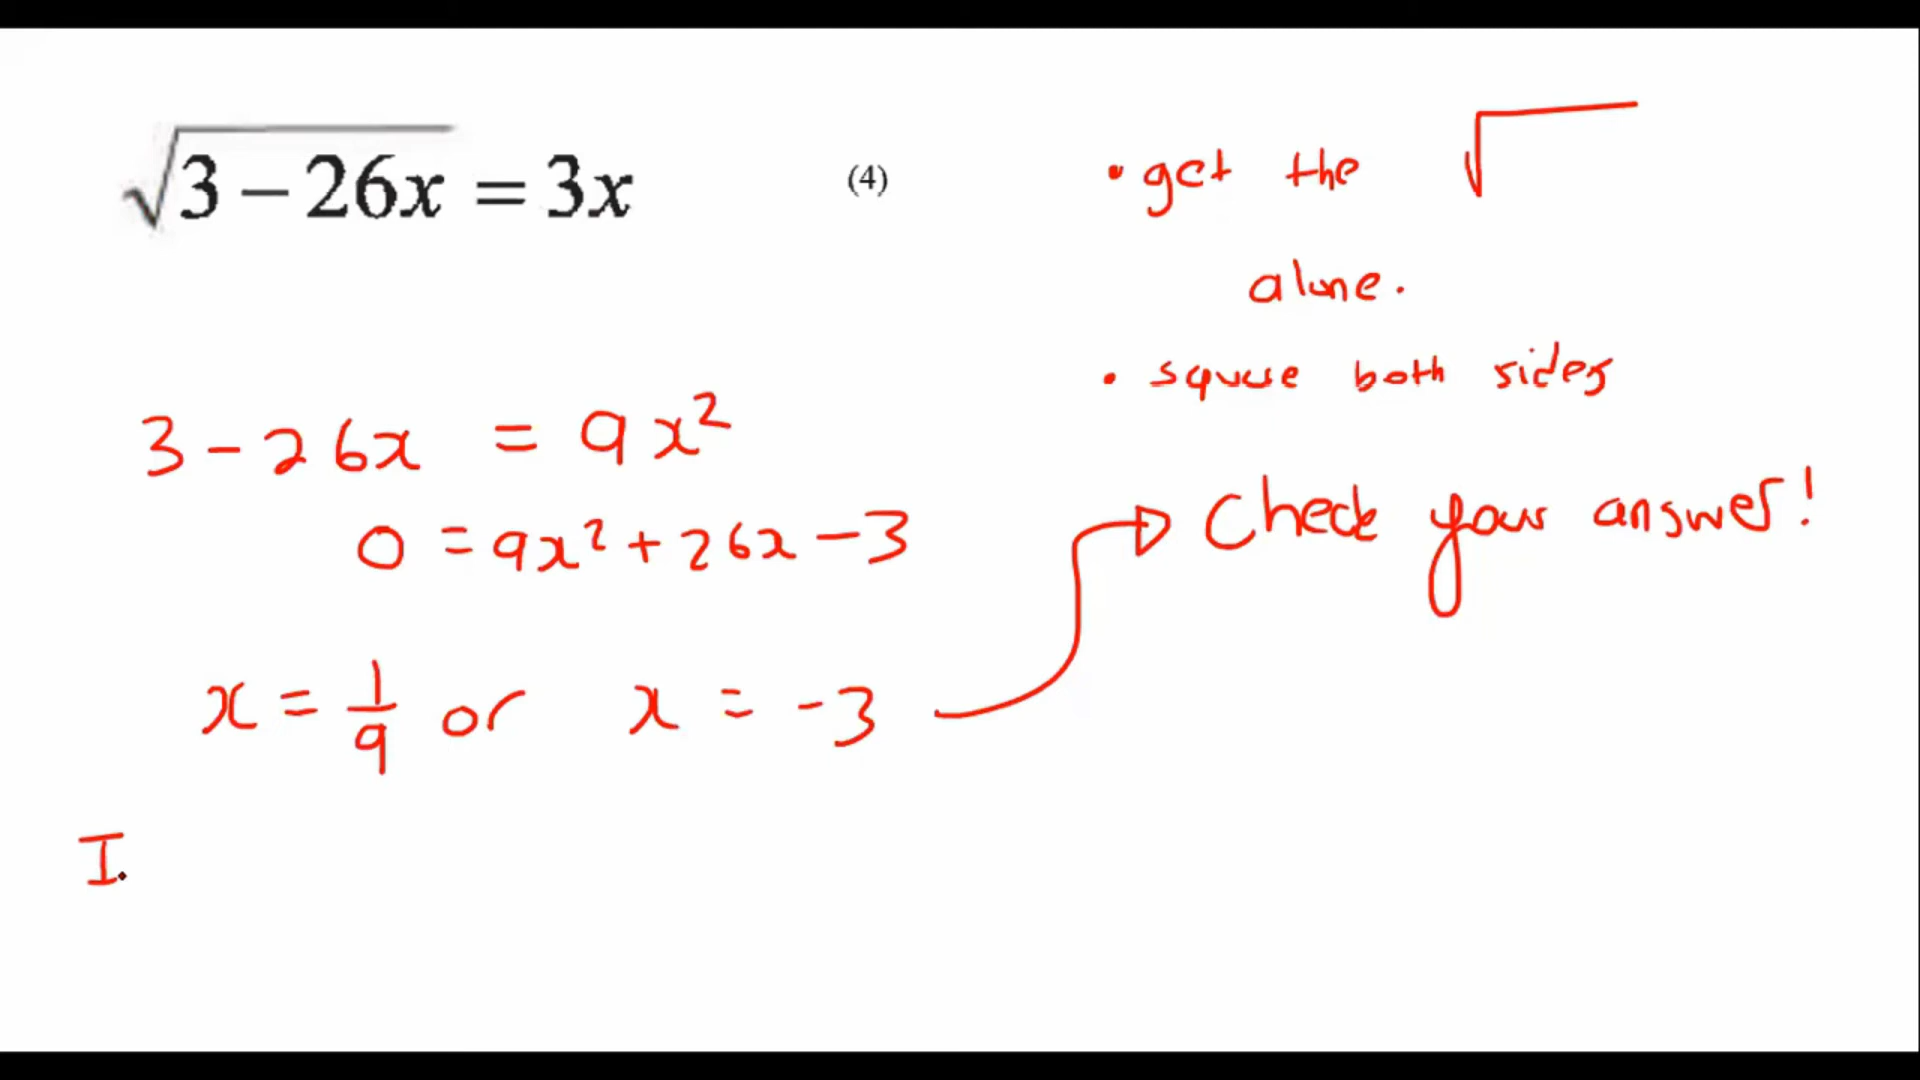 √3 − 26x = 3x (4)
• get the √
alone.
• square both sides
3 − 26x = 9x²
0 = 9x² + 26x − 3
Check your answer!
x = 1/9 or x = -3
I